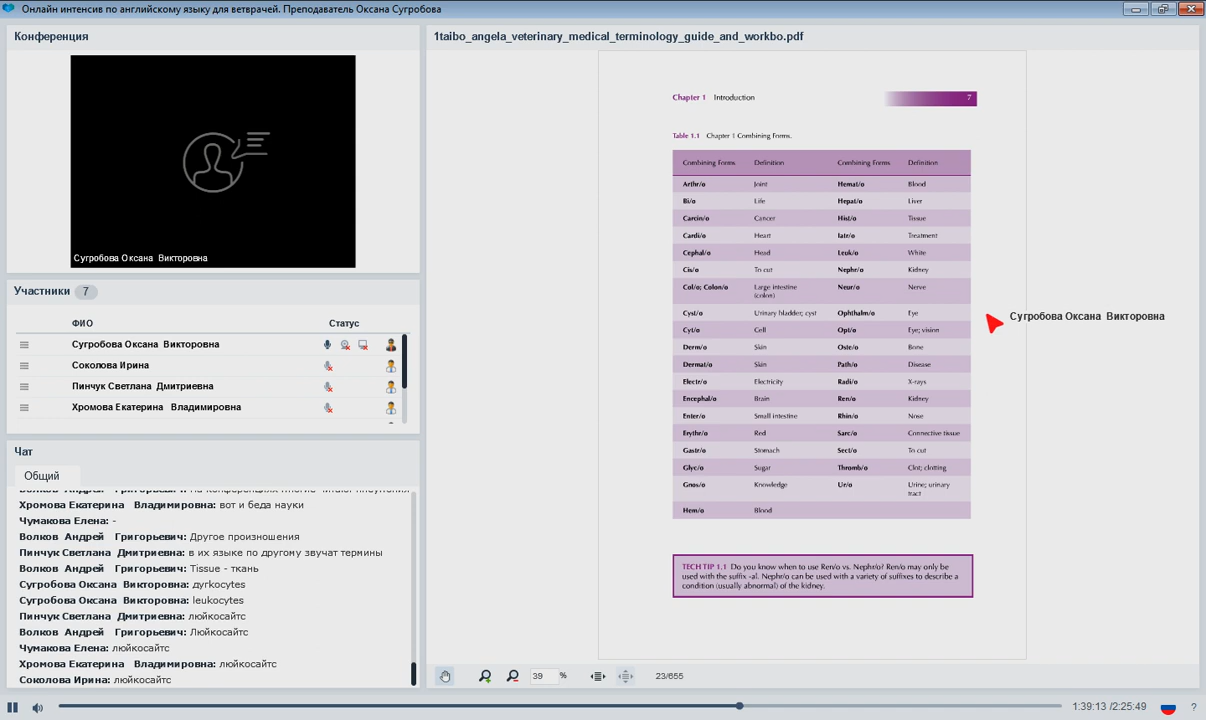 Онлайн интенсив по английскому языку для ветврачей. Преподаватель Оксана Сугробова
Конференция
Сугробова Оксана Викторовна
Участники 7
ФИО Статус
Сугробова Оксана Викторовна
Соколова Ирина
Пинчук Светлана Дмитриевна
Хромова Екатерина Владимировна
Чат
Общий
Волков Андрей Григорьевич: На конференциях многие читают
Хромова Екатерина Владимировна: вот и беда науки
Чумакова Елена: -
Волков Андрей Григорьевич: Другое произношения
Пинчук Светлана Дмитриевна: в их языке по другому звучат термины
Волков Андрей Григорьевич: Tissue - ткань
Сугробова Оксана Викторовна: дуrkocytes
Сугробова Оксана Викторовна: leukocytes
Пинчук Светлана Дмитриевна: люйкосайтс
Волков Андрей Григорьевич: Люйкосайтс
Чумакова Елена: люйкосайтс
Хромова Екатерина Владимировна: люйкосайтс
Соколова Ирина: люйкосайтс
1taibo_angela_veterinary_medical_terminology_guide_and_workbo.pdf
Chapter 1 Introduction 7
Table 1.1 Chapter 1 Combining Forms.
Combining Forms Definition Combining Forms Definition
Arthr/o Joint Hemat/o Blood
Bi/o Life Hepat/o Liver
Carcin/o Cancer Hist/o Tissue
Cardi/o Heart Iatr/o Treatment
Cephal/o Head Leuk/o White
Cis/o To cut Nephr/o Kidney
Col/o; Colon/o Large intestine (colon) Neur/o Nerve
Cyst/o Urinary bladder; cyst Ophthalm/o Eye
Cyt/o Cell Opt/o Eye; vision
Derm/o Skin Oste/o Bone
Dermat/o Skin Path/o Disease
Electr/o Electricity Radi/o X-rays
Encephal/o Brain Ren/o Kidney
Enter/o Small intestine Rhin/o Nose
Erythr/o Red Sarc/o Connective tissue
Gastr/o Stomach Sect/o To cut
Glyc/o Sugar Thromb/o Clot; clotting
Gnos/o Knowledge Ur/o Urine; urinary tract
Hem/o Blood
TECH TIP 1.1 Do you know when to use Ren/o vs. Nephr/o? Ren/o may only be
used with the suffix -al. Nephr/o can be used with a variety of suffixes to describe a
condition (usually abnormal) of the kidney.
Сугробова Оксана Викторовна
39 %
23/655
1:39:13 /2:25:49
?